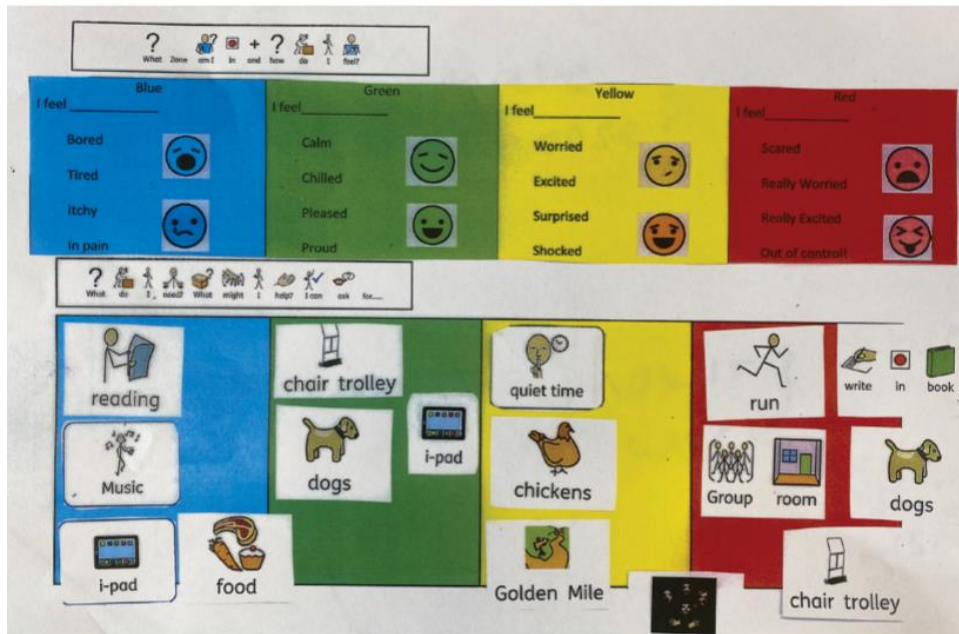 ? ? + ?
What Zone am I in and how do I feel?
Blue
I feel
Bored
Tired
Itchy
In pain
Green
I feel
Calm
Chilled
Pleased
Proud
Yellow
I feel
Worried
Excited
Surprised
Shocked
Red
I feel
Scared
Really Worried
Really Excited
Out of control!
? ?
What do I need? What might I help? I can ask for
reading
Music
i-pad
food
chair trolley
dogs
i-pad
quiet time
chickens
Golden Mile
run
write in book
Group room
dogs
chair trolley